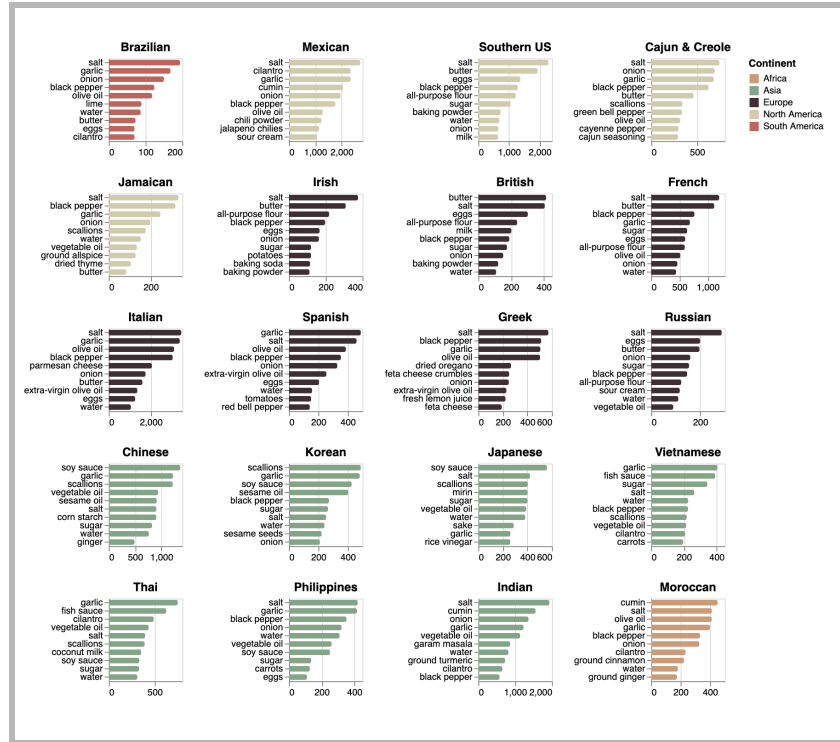 Brazilian
salt
garlic
onion
black pepper
olive oil
lime
water
butter
eggs
cilantro
0 100 200
Mexican
salt
cilantro
garlic
cumin
onion
black pepper
olive oil
chili powder
jalapeno chilies
sour cream
0 1,000 2,000
Southern US
salt
butter
eggs
black pepper
all-purpose flour
sugar
baking powder
water
onion
milk
0 1,000 2,000
Cajun & Creole
salt
onion
garlic
black pepper
butter
scallions
green bell pepper
olive oil
cayenne pepper
cajun seasoning
0 500
Continent
Africa
Asia
Europe
North America
South America
Jamaican
salt
black pepper
garlic
onion
scallions
water
vegetable oil
ground allspice
dried thyme
butter
0 200
Irish
salt
butter
all-purpose flour
black pepper
eggs
onion
sugar
potatoes
baking soda
baking powder
0 200 400
British
butter
salt
eggs
all-purpose flour
milk
black pepper
sugar
onion
baking powder
water
0 200 400
French
salt
butter
black pepper
garlic
sugar
eggs
all-purpose flour
olive oil
onion
water
0 500 1,000
Italian
salt
garlic
olive oil
black pepper
parmesan cheese
onion
butter
extra-virgin olive oil
eggs
water
0 2,000
Spanish
garlic
salt
olive oil
black pepper
onion
extra-virgin olive oil
eggs
water
tomatoes
red bell pepper
0 200 400
Greek
salt
black pepper
garlic
olive oil
dried oregano
feta cheese crumbles
onion
extra-virgin olive oil
fresh lemon juice
feta cheese
0 200 400 600
Russian
salt
eggs
butter
onion
sugar
black pepper
all-purpose flour
sour cream
water
vegetable oil
0 200
Chinese
soy sauce
garlic
scallions
vegetable oil
sesame oil
salt
corn starch
sugar
water
ginger
0 500 1,000
Korean
scallions
garlic
soy sauce
sesame oil
black pepper
sugar
salt
water
sesame seeds
onion
0 200 400
Japanese
soy sauce
salt
scallions
mirin
sugar
vegetable oil
water
sake
garlic
rice vinegar
0 200 400 600
Vietnamese
garlic
fish sauce
sugar
salt
water
black pepper
scallions
vegetable oil
cilantro
carrots
0 200 400
Thai
garlic
fish sauce
cilantro
vegetable oil
salt
scallions
coconut milk
soy sauce
sugar
water
0 500
Philippines
salt
garlic
black pepper
onion
water
vegetable oil
soy sauce
sugar
carrots
eggs
0 200 400
Indian
salt
cumin
onion
garlic
vegetable oil
garam masala
water
ground turmeric
cilantro
black pepper
0 1,000 2,000
Moroccan
cumin
salt
olive oil
garlic
black pepper
onion
cilantro
ground cinnamon
water
ground ginger
0 200 400